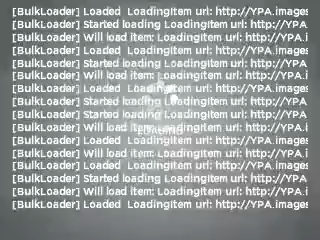 [BulkLoader] Loaded LoadingItem url: http://YPA.images
[BulkLoader] Started loading LoadingItem url: http://YPA
[BulkLoader] Will load item: LoadingItem url: http://YPA.i
[BulkLoader] Loaded LoadingItem url: http://YPA.images
[BulkLoader] Started loading LoadingItem url: http://YPA
[BulkLoader] Will load item: LoadingItem url: http://YPA.i
[BulkLoader] Loaded LoadingItem url: http://YPA.images
[BulkLoader] Started loading LoadingItem url: http://YPA
[BulkLoader] Started loading LoadingItem url: http://YPA
[BulkLoader] Will load item: LoadingItem url: http://YPA.i
LOADING
[BulkLoader] Loaded LoadingItem url: http://YPA.images
[BulkLoader] Will load item: LoadingItem url: http://YPA.i
[BulkLoader] Loaded LoadingItem url: http://YPA.images
[BulkLoader] Started loading LoadingItem url: http://YPA
[BulkLoader] Will load item: LoadingItem url: http://YPA.i
[BulkLoader] Loaded LoadingItem url: http://YPA.images